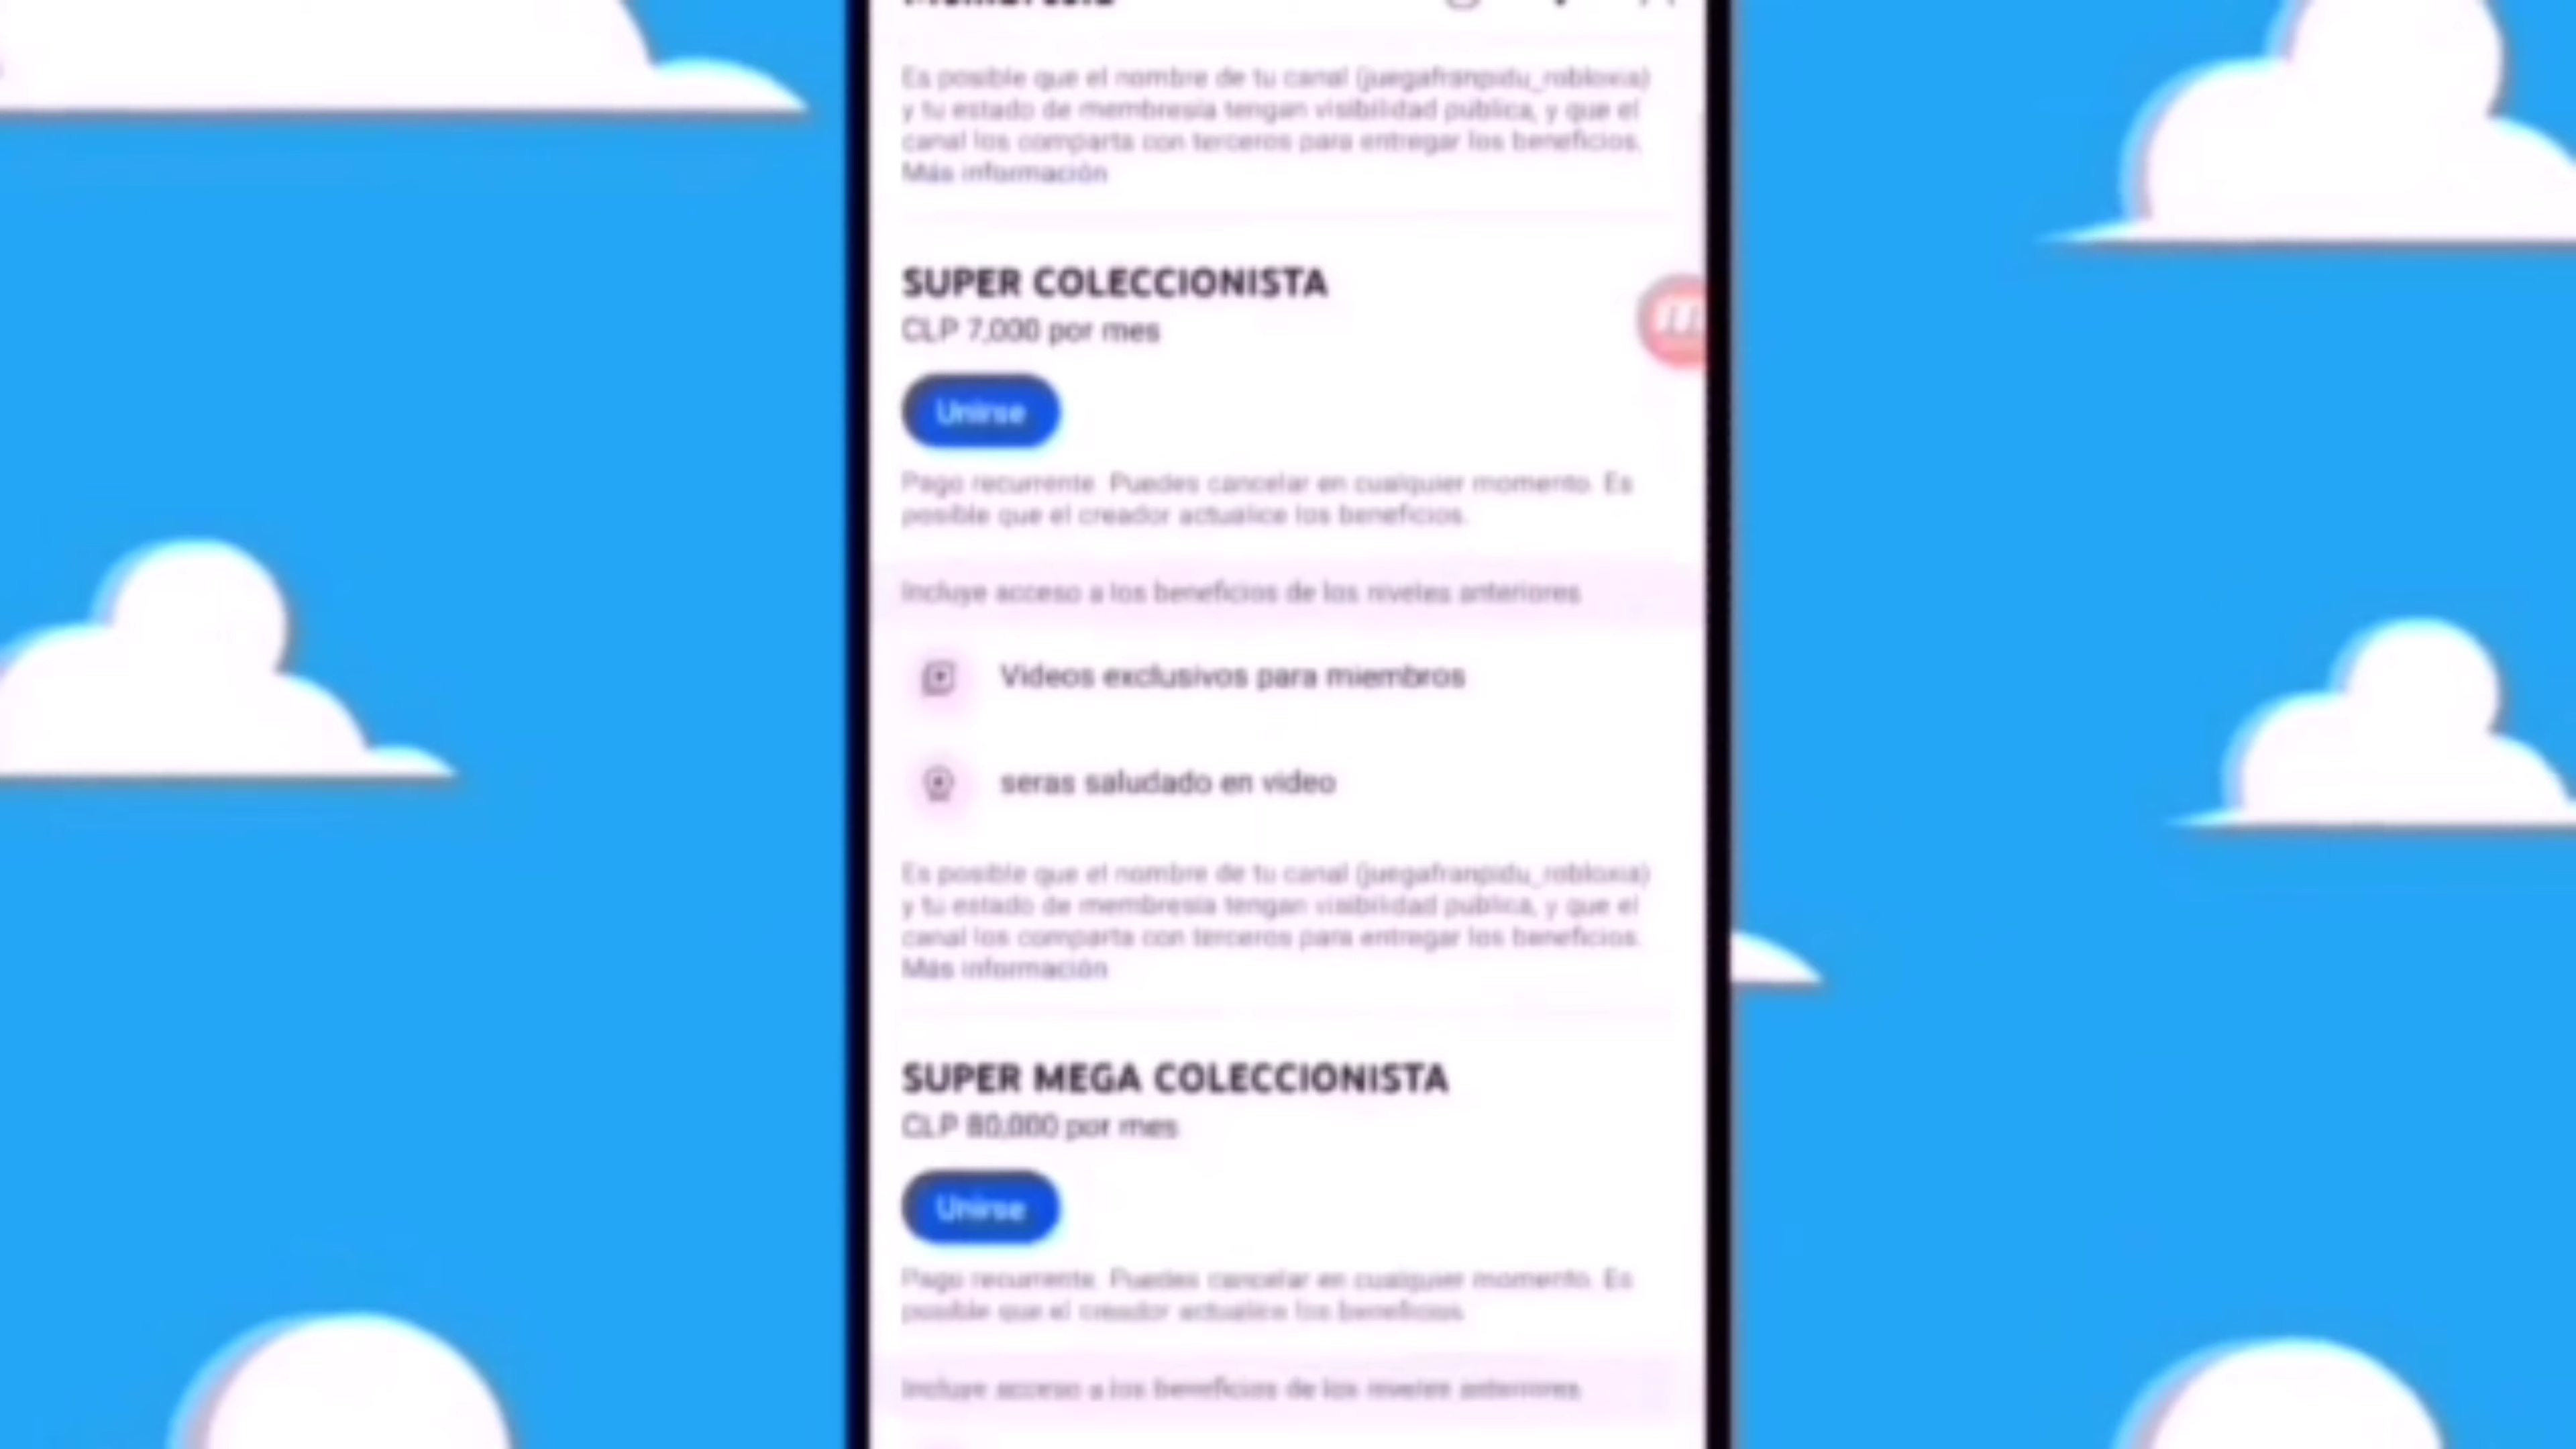 Es posible que el nombre de tu canal (juegafranpidu_robloxia)
y tu estado de membresía tengan visibilidad pública, y que el
canal los comparta con terceros para entregar los beneficios.
Más información
SUPER COLECCIONISTA
CLP 7,000 por mes
Unirse
Pago recurrente. Puedes cancelar en cualquier momento. Es
posible que el creador actualice los beneficios.
Incluye acceso a los beneficios de los niveles anteriores
Videos exclusivos para miembros
seras saludado en video
Es posible que el nombre de tu canal (juegafranpidu_robloxia)
y tu estado de membresía tengan visibilidad pública, y que el
canal los comparta con terceros para entregar los beneficios.
Más información
SUPER MEGA COLECCIONISTA
CLP 80,000 por mes
Unirse
Pago recurrente. Puedes cancelar en cualquier momento. Es
posible que el creador actualice los beneficios.
Incluye acceso a los beneficios de los niveles anteriores